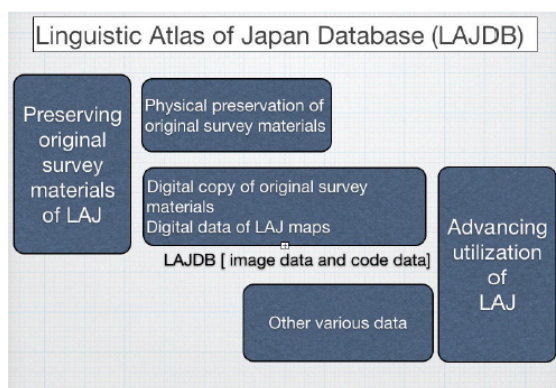 Linguistic Atlas of Japan Database (LAJDB)
Preserving
original
survey
materials
of LAJ
Physical preservation of
original survey materials
Digital copy of original survey
materials
Digital data of LAJ maps
LAJDB [ image data and code data]
Other various data
Advancing
utilization
of
LAJ